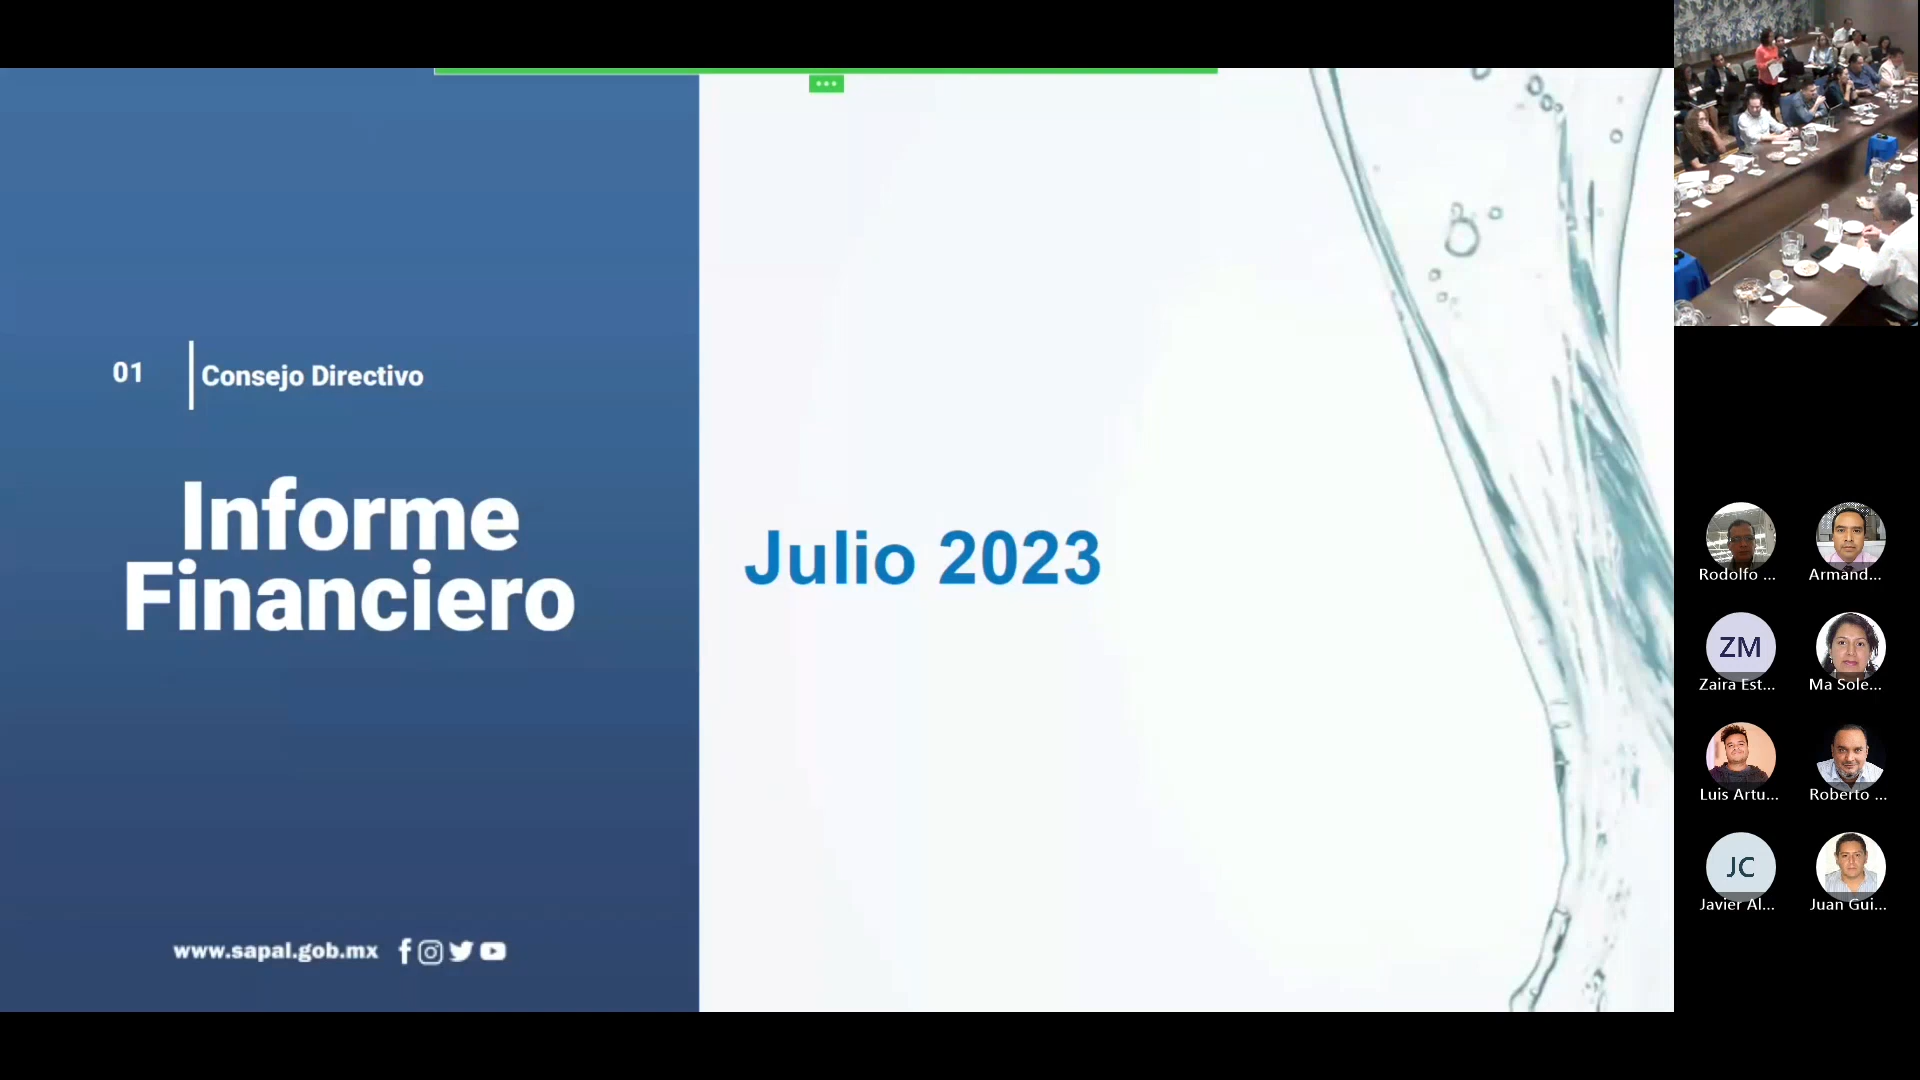 01
Consejo Directivo
Informe
Financiero
www.sapal.gob.mx
Julio 2023
Rodolfo ...
Armand...
ZM
Zaira Est...
Ma Sole...
Luis Artu...
Roberto ...
JC
Javier Al...
Juan Gui...